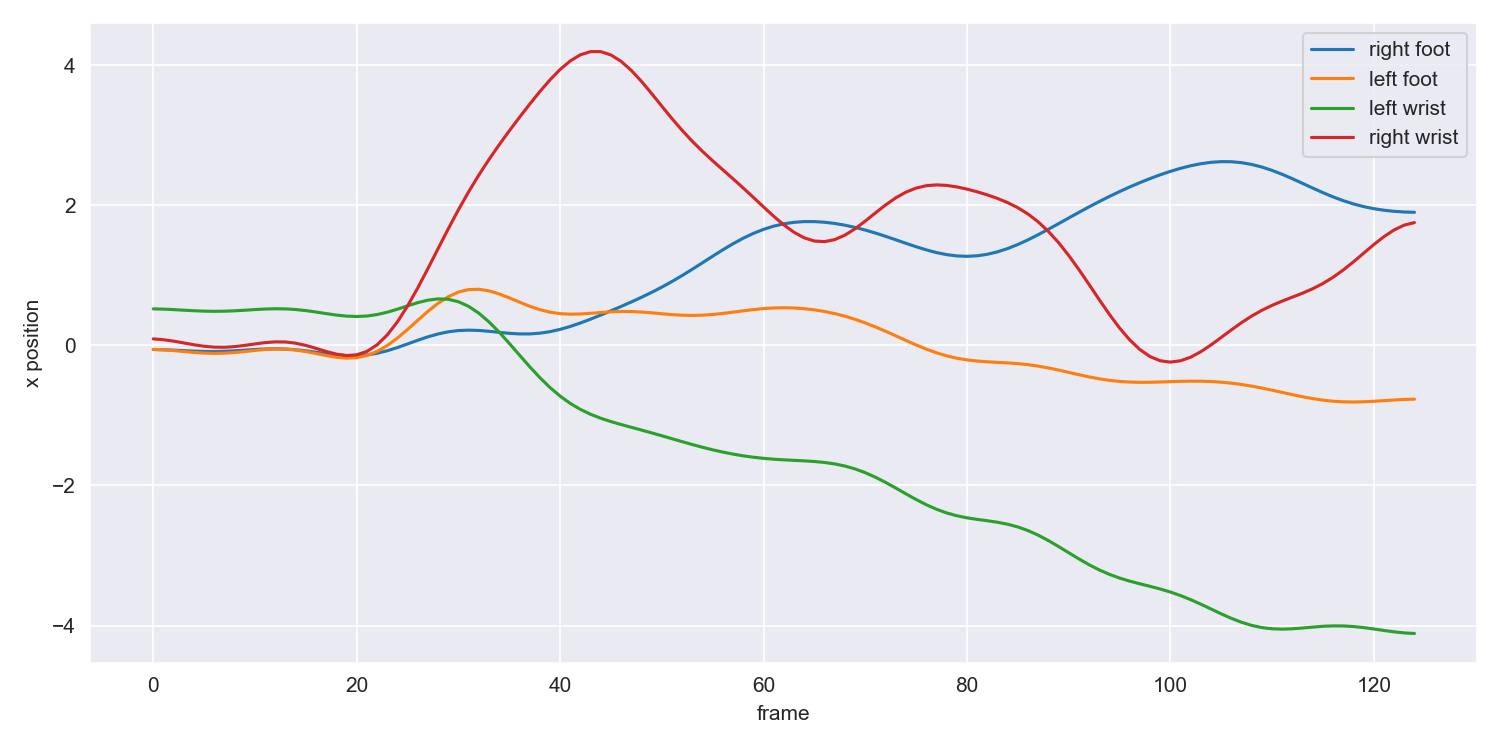 right foot
left foot
left wrist
right wrist
4
2
0
−2
−4
x position
0 20 40 60 80 100 120
frame